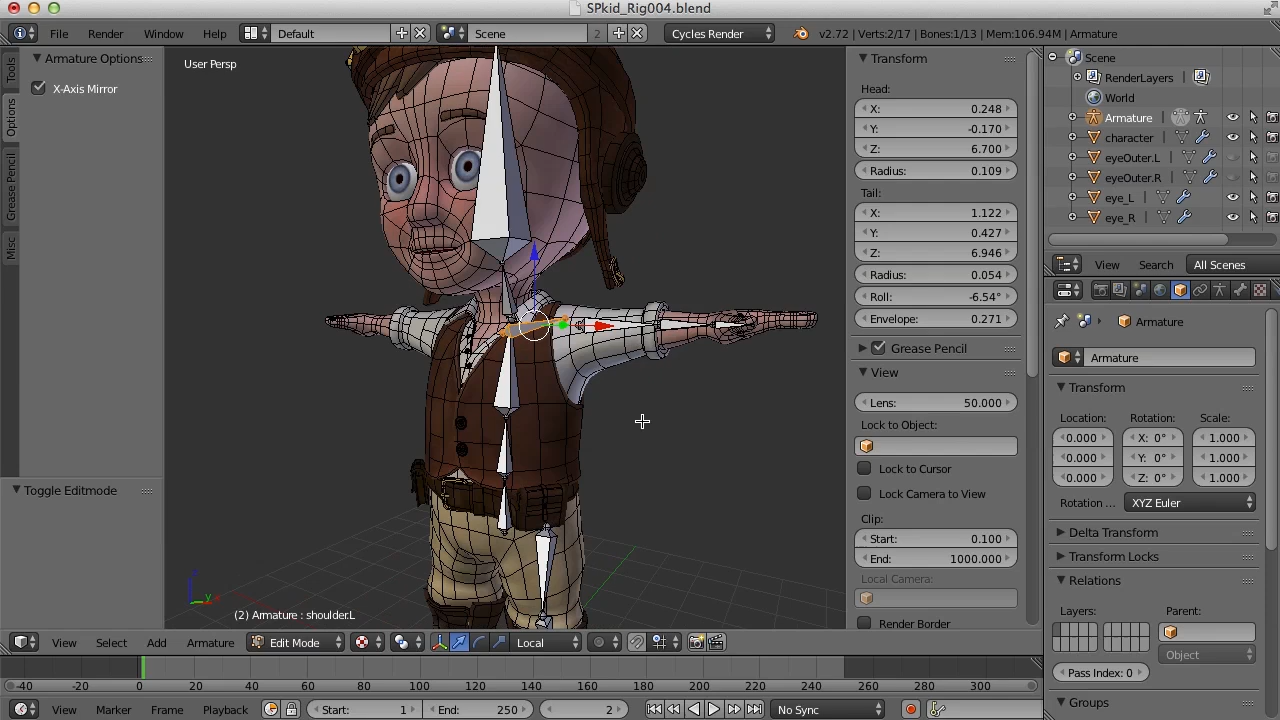 SPkid_Rig004.blend
File Render Window Help Default Scene 2 Cycles Render v2.72 | Verts:2/17 | Bones:1/13 | Mem:106.94M | Armature
Tools
Options
Grease Pencil
Misc
Armature Options
X-Axis Mirror
Toggle Editmode
User Persp
(2) Armature : shoulder.L
Transform
Head:
X: 0.248
Y: -0.170
Z: 6.700
Radius: 0.109
Tail:
X: 1.122
Y: 0.427
Z: 6.946
Radius: 0.054
Roll: -6.54°
Envelope: 0.271
Grease Pencil
View
Lens: 50.000
Lock to Object:
Lock to Cursor
Lock Camera to View
Clip:
Start: 0.100
End: 1000.000
Local Camera:
Render Border
Scene
RenderLayers
World
Armature
character
eyeOuter.L
eyeOuter.R
eye_L
eye_R
View Search All Scenes
Armature
Armature
Transform
Location: Rotation: Scale:
0.000 X: 0° 1.000
0.000 Y: 0° 1.000
0.000 Z: 0° 1.000
Rotation ... XYZ Euler
Delta Transform
Transform Locks
Relations
Layers: Parent:
Object
Pass Index: 0
Groups
z
y
View Select Add Armature Edit Mode Local
-40 -20 0 20 40 60 80 100 120 140 160 180 200 220 240 260 280 300
View Marker Frame Playback Start: 1 End: 250 2 No Sync